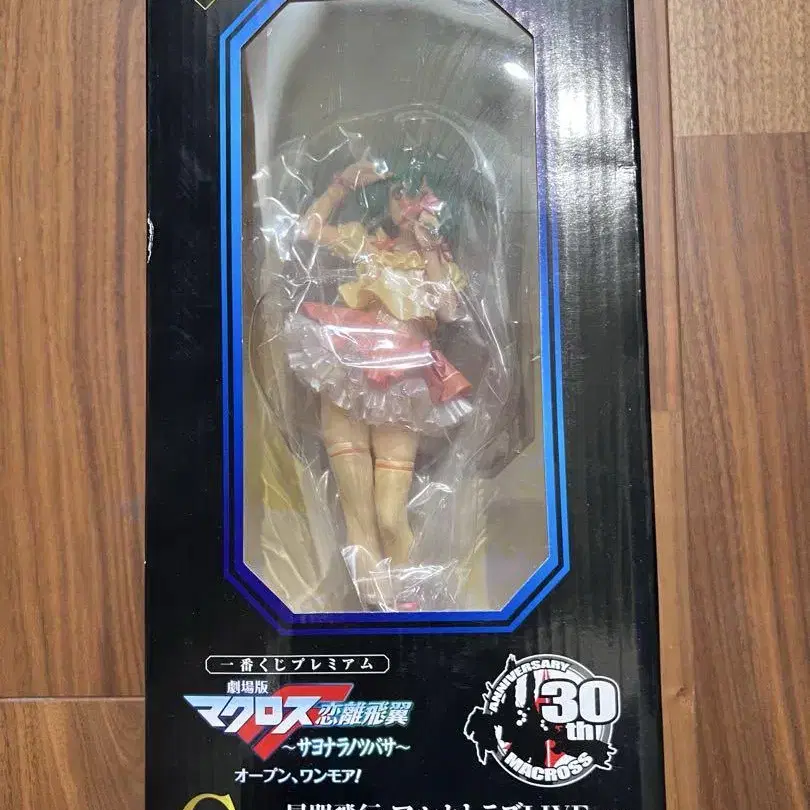 一番くじプレミアム
劇場版
マクロスF 恋離飛翼
～サヨナラノツバサ～
オープン、ワンモア!
ANNIVERSARY
30th
MACROSS